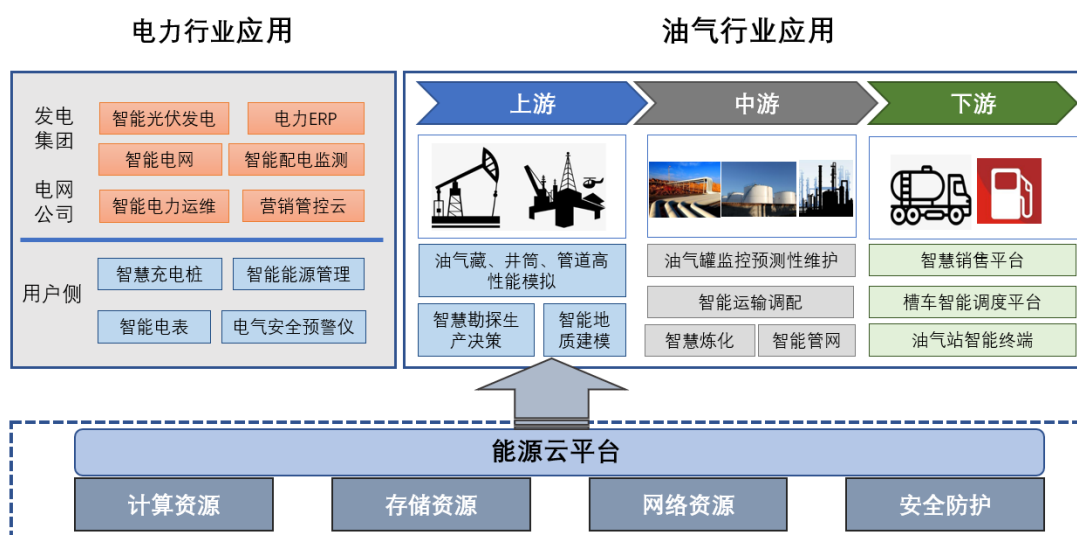 电力行业应用
油气行业应用
发电
集团
智能光伏发电
电力ERP
智能电网
智能配电监测
电网
公司
智能电力运维
营销管控云
用户侧
智慧充电桩
智能能源管理
智能电表
电气安全预警仪
上游
中游
下游
油气藏、井筒、管道高
性能模拟
智慧勘探生
产决策
智能地
质建模
油气罐监控预测性维护
智能运输调配
智慧炼化
智能管网
智慧销售平台
槽车智能调度平台
油气站智能终端
能源云平台
计算资源
存储资源
网络资源
安全防护